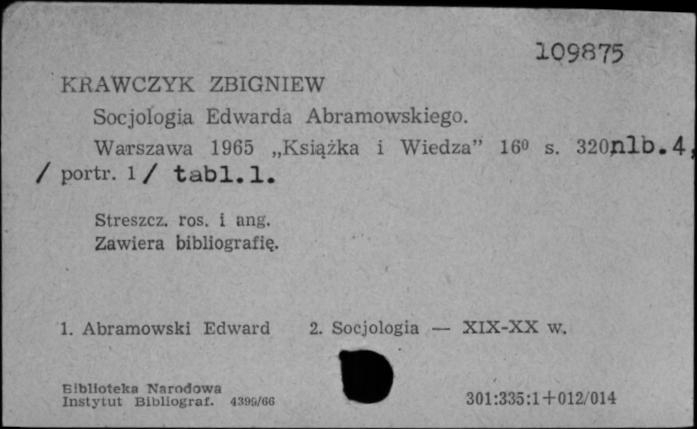 109875
KRAWCZYK ZBIGNIEW
Socjologia Edwarda Abramowskiego.
Warszawa 1965 „Książka i Wiedza” 16⁰ s. 320,nlb.4,
/ portr. 1 / tabl.1.
Streszcz. ros. i ang.
Zawiera bibliografię.
1. Abramowski Edward 2. Socjologia — XIX-XX w.
Biblioteka Narodowa
Instytut Bibliograf. 4399/66 301:335:1+012/014